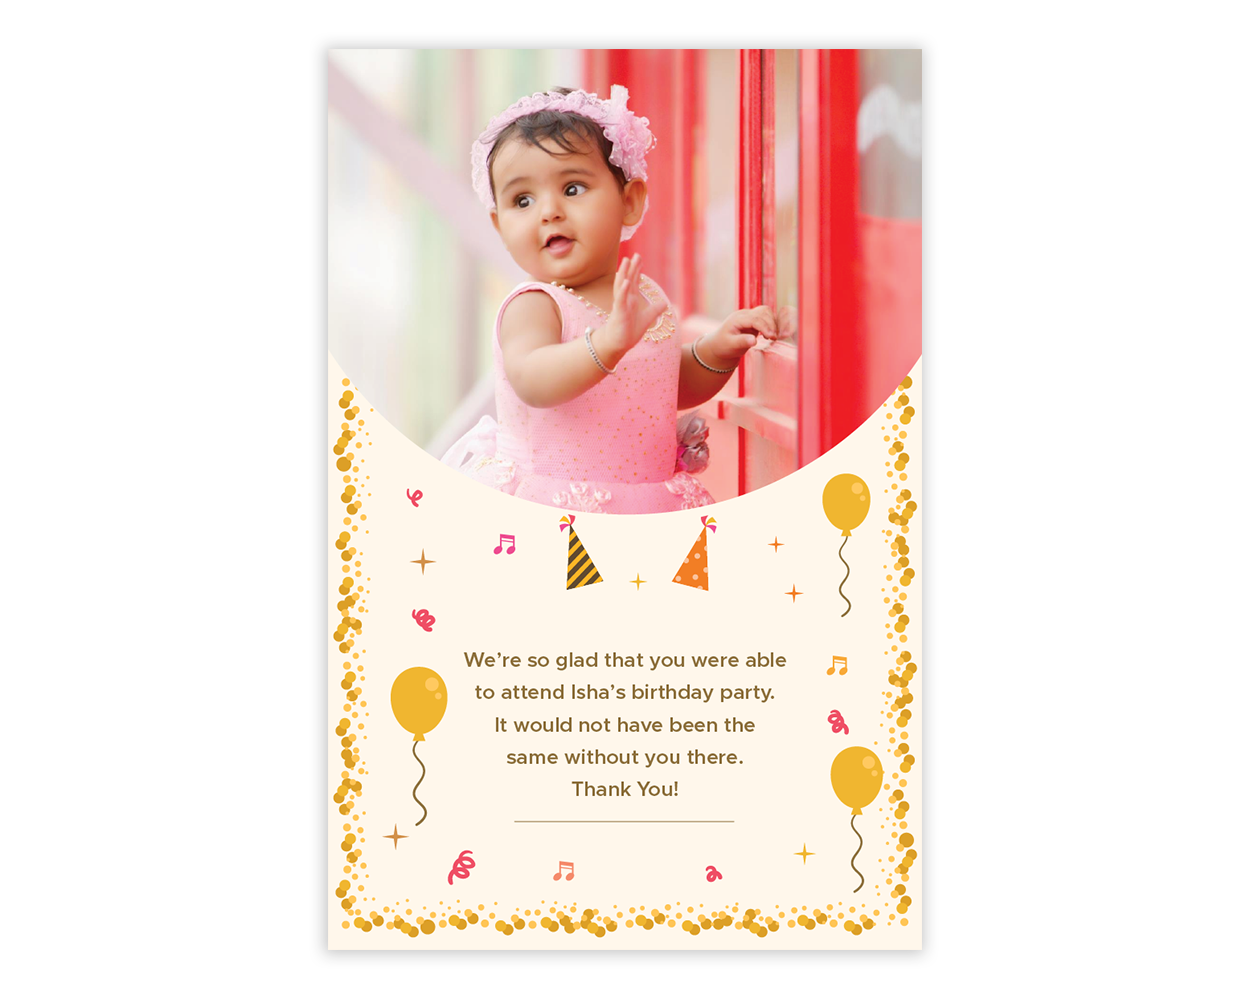 We’re so glad that you were able
to attend Isha’s birthday party.
It would not have been the
same without you there.
Thank You!